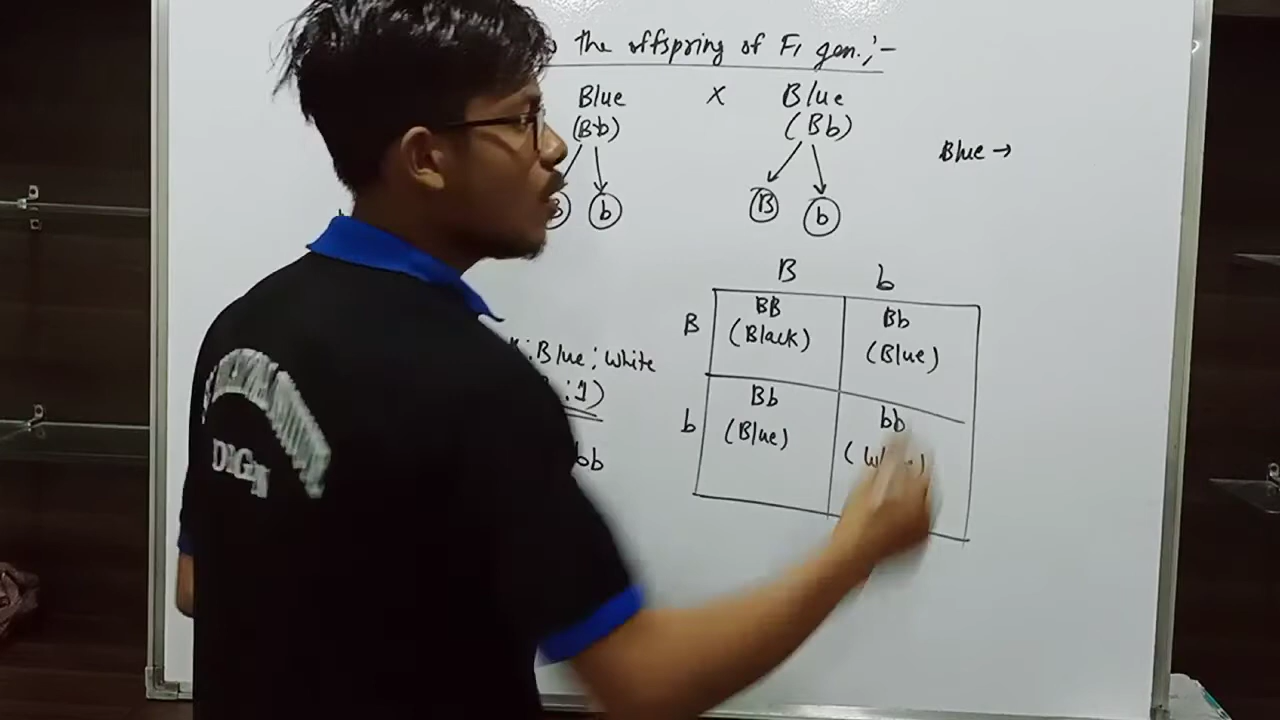 the offspring of F1 gen.;-
Blue x Blue
(Bb) (Bb)
B b B b
Blue →
B b
B BB Bb
(Black) (Blue)
: Blue : White
:1)
b Bb bb
(Blue)
bb